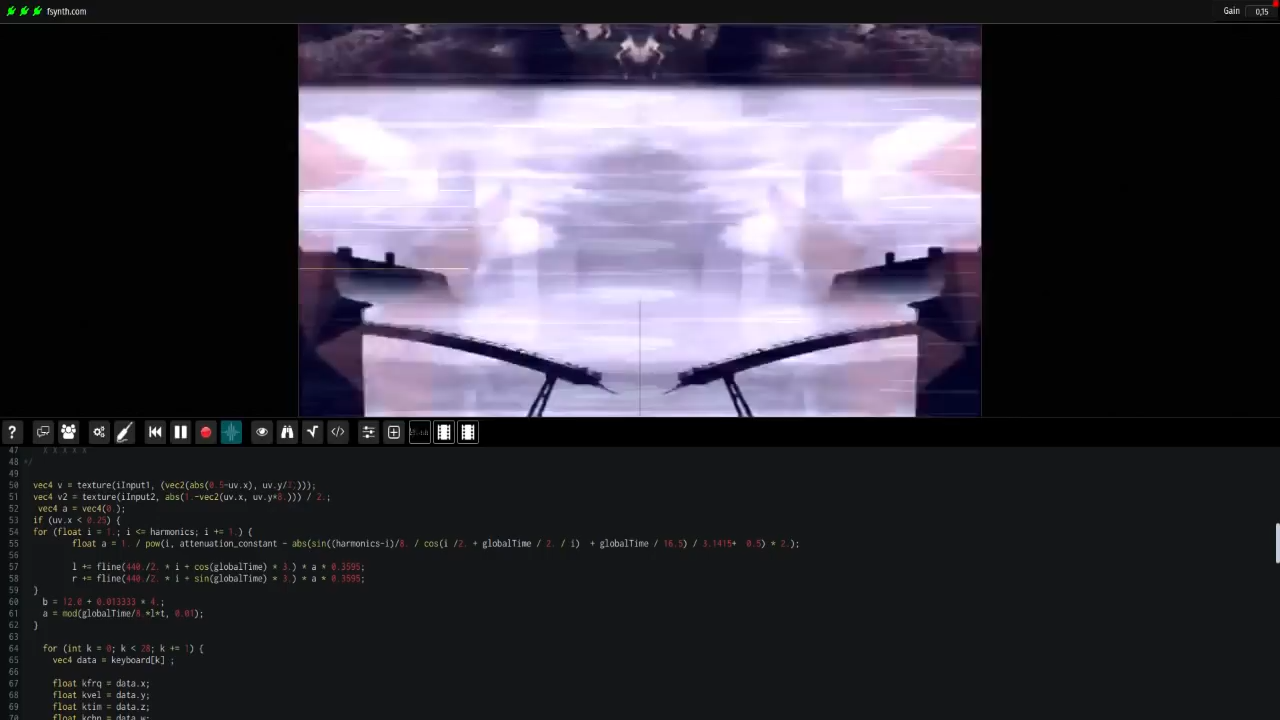 fsynth.com
Gain 0,15
47 X X X X X
48 */
49
50 vec4 v = texture(iInput1, (vec2(abs(0.5-uv.x), uv.y/2.)));
51 vec4 v2 = texture(iInput2, abs(1.-vec2(uv.x, uv.y*8.))) / 2.;
52 vec4 a = vec4(0.);
53 if (uv.x < 0.25) {
54 for (float i = 1.; i <= harmonics; i += 1.) {
55 float a = 1. / pow(i, attenuation_constant - abs(sin((harmonics-i)/8. / cos(i /2. + globalTime / 2. / i) + globalTime / 16.5) / 3.1415+ 0.5) * 2.);
56
57 l += fline(440./2. * i + cos(globalTime) * 3.) * a * 0.3595;
58 r += fline(440./2. * i + sin(globalTime) * 3.) * a * 0.3595;
59 }
60 b = 12.0 + 0.013333 * 4.;
61 a = mod(globalTime/8.*l*t, 0.01);
62 }
63
64 for (int k = 0; k < 28; k += 1) {
65 vec4 data = keyboard[k] ;
66
67 float kfrq = data.x;
68 float kvel = data.y;
69 float ktim = data.z;
70 float kchn = data.w;